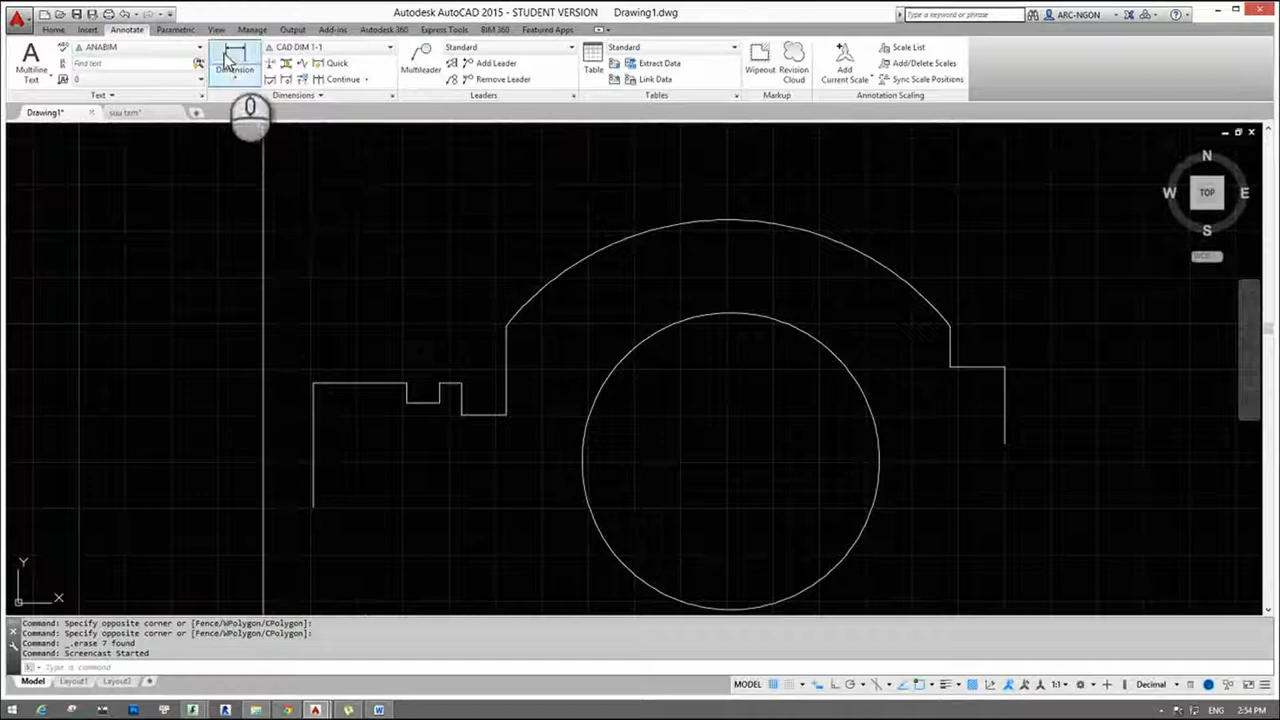 Autodesk AutoCAD 2015 - STUDENT VERSION Drawing1.dwg
Type a keyword or phrase
ARC-NGON
Home Insert Annotate Parametric View Manage Output Add-ins Autodesk 360 Express Tools BIM 360 Featured Apps
A Multiline Text
ANABIM
Find text
0
Text
Dimension
CAD DIM 1-1
Quick
Continue
Dimensions
Multileader
Standard
Add Leader
Remove Leader
Leaders
Table
Standard
Extract Data
Link Data
Tables
Wipeout
Revision Cloud
Markup
Add Current Scale
Scale List
Add/Delete Scales
Sync Scale Positions
Annotation Scaling
Drawing1*
suu tam*
N
W TOP E
S
WCS
Y
X
Command: Specify opposite corner or [Fence/WPolygon/CPolygon]:
Command: Specify opposite corner or [Fence/WPolygon/CPolygon]:
Command: _.erase 7 found
Command: Screencast Started
Type a command
Model Layout1 Layout2
MODEL
1:1
Decimal
ENG
2:54 PM